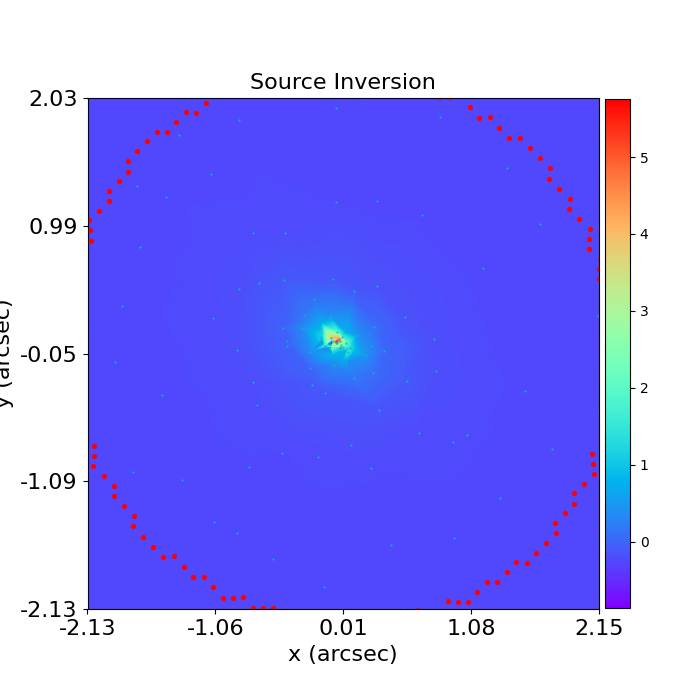 Source Inversion
2.03
0.99
-0.05
-1.09
-2.13
y (arcsec)
-2.13 -1.06 0.01 1.08 2.15
x (arcsec)
5
4
3
2
1
0